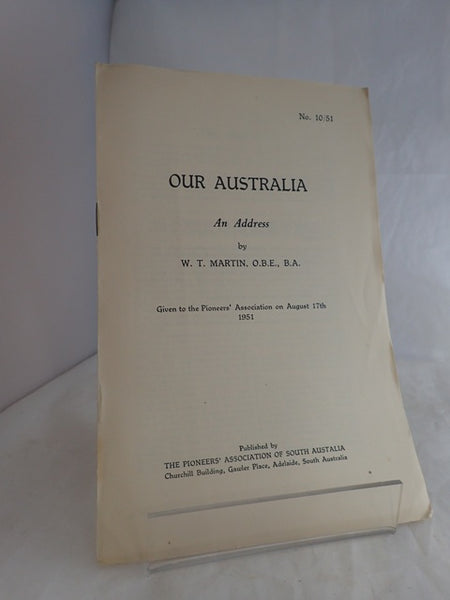 No. 10/51
OUR AUSTRALIA
An Address
by
W. T. MARTIN, O.B.E., B.A.
Given to the Pioneers' Association on August 17th
1951
Published by
THE PIONEERS' ASSOCIATION OF SOUTH AUSTALIA
Churchill Building, Gawler Place, Adelaide, South Australia